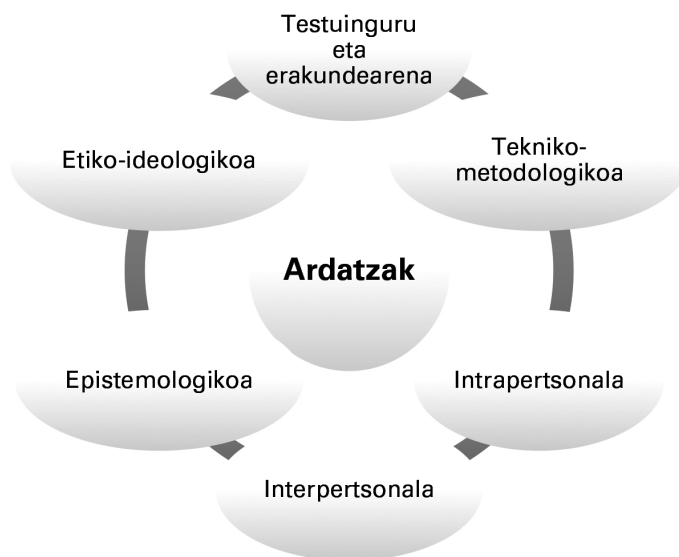 Testuinguru
eta
erakundearena
Etiko-ideologikoa
Tekniko-
metodologikoa
Ardatzak
Epistemologikoa
Intrapertsonala
Interpertsonala